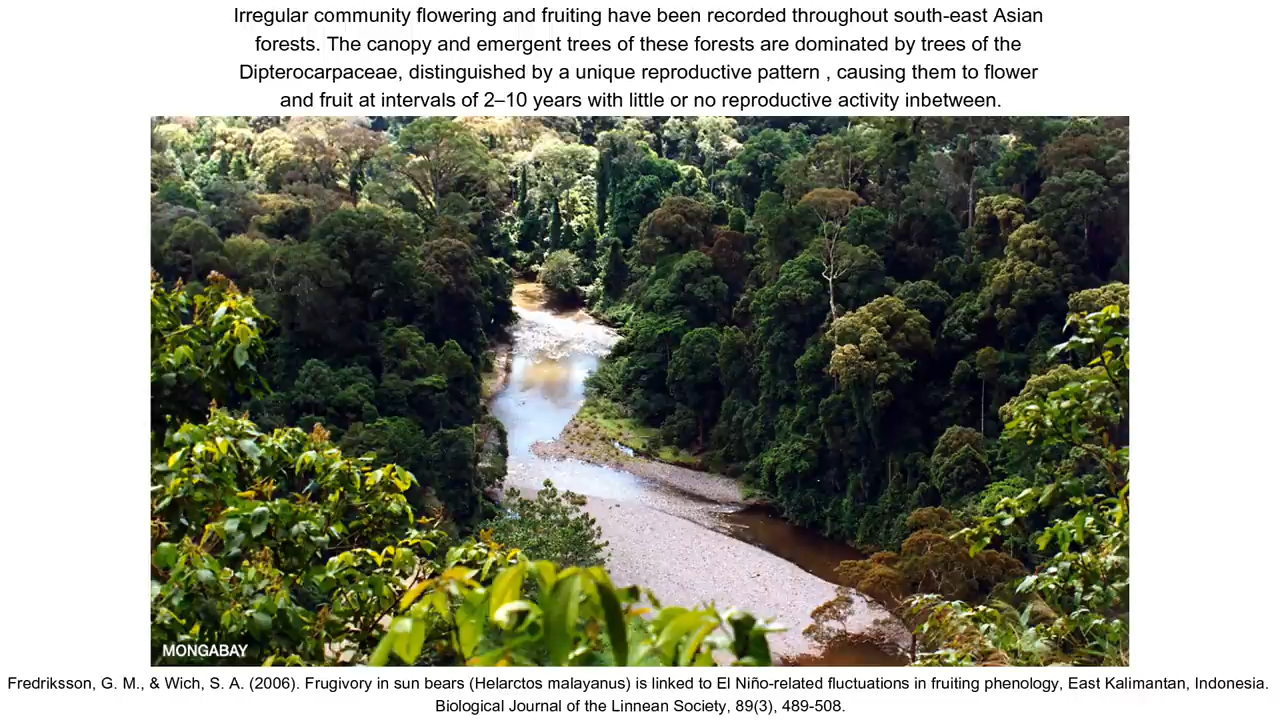 Irregular community flowering and fruiting have been recorded throughout south-east Asian
forests. The canopy and emergent trees of these forests are dominated by trees of the
Dipterocarpaceae, distinguished by a unique reproductive pattern , causing them to flower
and fruit at intervals of 2–10 years with little or no reproductive activity inbetween.
MONGABAY
Fredriksson, G. M., & Wich, S. A. (2006). Frugivory in sun bears (Helarctos malayanus) is linked to El Niño-related fluctuations in fruiting phenology, East Kalimantan, Indonesia.
Biological Journal of the Linnean Society, 89(3), 489-508.